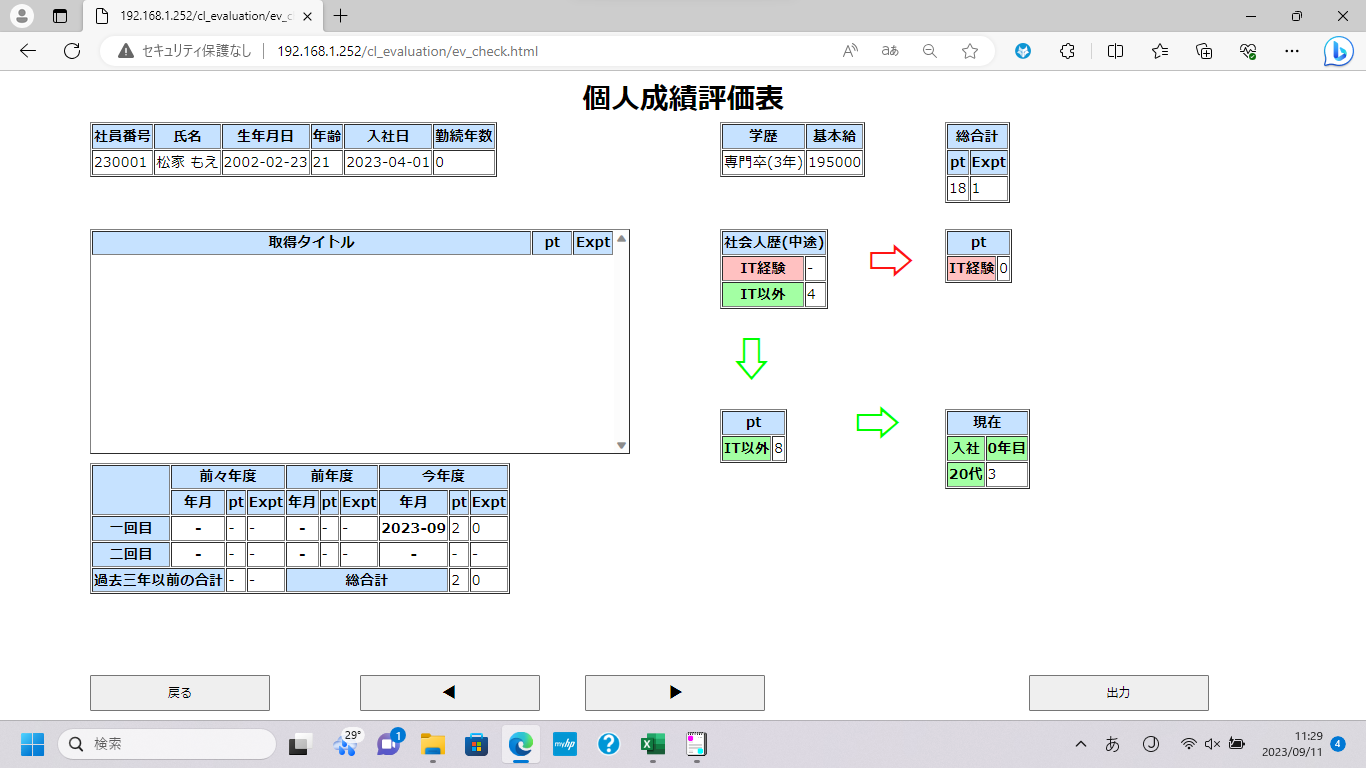 192.168.1.252/cl_evaluation/ev_c
セキュリティ保護なし 192.168.1.252/cl_evaluation/ev_check.html
個人成績評価表
社員番号 氏名 生年月日 年齢 入社日 勤続年数
230001 松家 もえ 2002-02-23 21 2023-04-01 0
学歴 基本給
専門卒(3年) 195000
総合計
pt Expt
18 1
取得タイトル pt Expt
社会人歴(中途)
IT経験 -
IT以外 4
pt
IT経験 0
pt
IT以外 8
現在
入社 0年目
20代 3
前々年度 前年度 今年度
年月 pt Expt 年月 pt Expt 年月 pt Expt
一回目 - - - - - - 2023-09 2 0
二回目 - - - - - - - - -
過去三年以前の合計 - - 総合計 2 0
戻る ◀ ▶ 出力
検索
29°
1
myhp
あ
11:29
2023/09/11
4